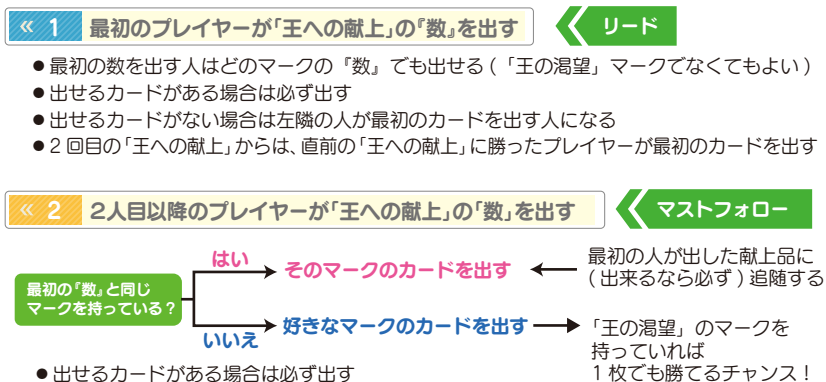 « 1 最初のプレイヤーが「王への献上」の『数』を出す リード
●最初の数を出す人はどのマークの『数』でも出せる(「王の渇望」マークでなくてもよい)
●出せるカードがある場合は必ず出す
●出せるカードがない場合は左隣の人が最初のカードを出す人になる
●2回目の「王への献上」からは、直前の「王への献上」に勝ったプレイヤーが最初のカードを出す
« 2 2人目以降のプレイヤーが「王への献上」の「数」を出す マストフォロー
最初の『数』と同じ
マークを持っている?
はい
そのマークのカードを出す
最初の人が出した献上品に
(出来るなら必ず)追随する
いいえ
好きなマークのカードを出す
「王の渇望」のマークを
持っていれば
1枚でも勝てるチャンス!
●出せるカードがある場合は必ず出す